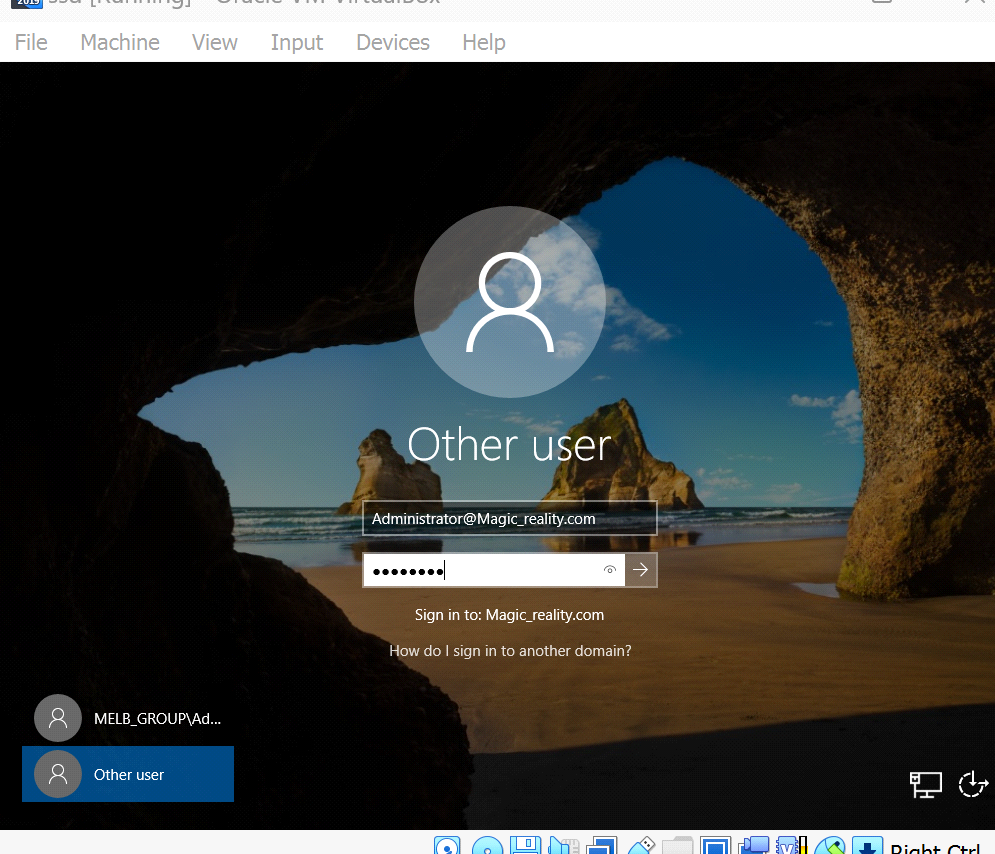 2019 ssd [Running] - Oracle VM VirtualBox
File Machine View Input Devices Help
Other user
Administrator@Magic_reality.com
Sign in to: Magic_reality.com
How do I sign in to another domain?
MELB_GROUP\Ad...
Other user
Right Ctrl